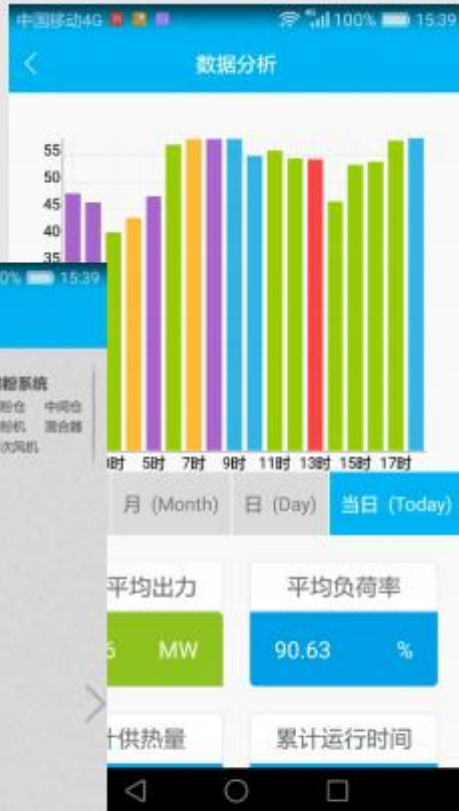 中国移动4G 100% 15:39
数据分析
55
50
45
40
35
0% 15:39
粉系统
粉仓 中间仓
粉机 混合器
次风机
时 5时 7时 9时 11时 13时 15时 17时
月 (Month) 日 (Day) 当日 (Today)
平均出力 平均负荷率
MW 90.63 %
供热量 累计运行时间